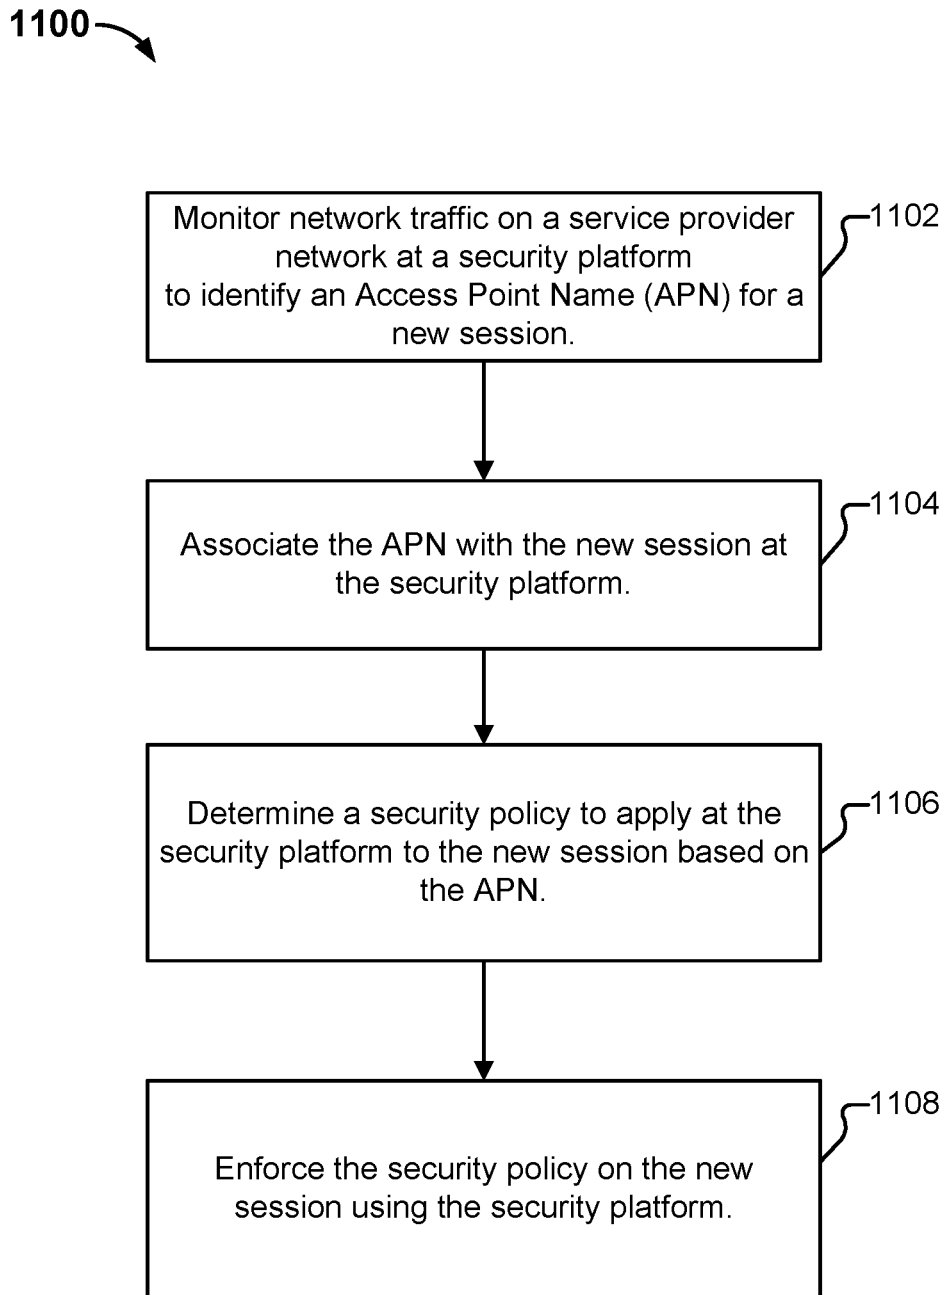 1100
Monitor network traffic on a service provider
network at a security platform
to identify an Access Point Name (APN) for a
new session.
1102
Associate the APN with the new session at
the security platform.
1104
Determine a security policy to apply at the
security platform to the new session based on
the APN.
1106
Enforce the security policy on the new
session using the security platform.
1108